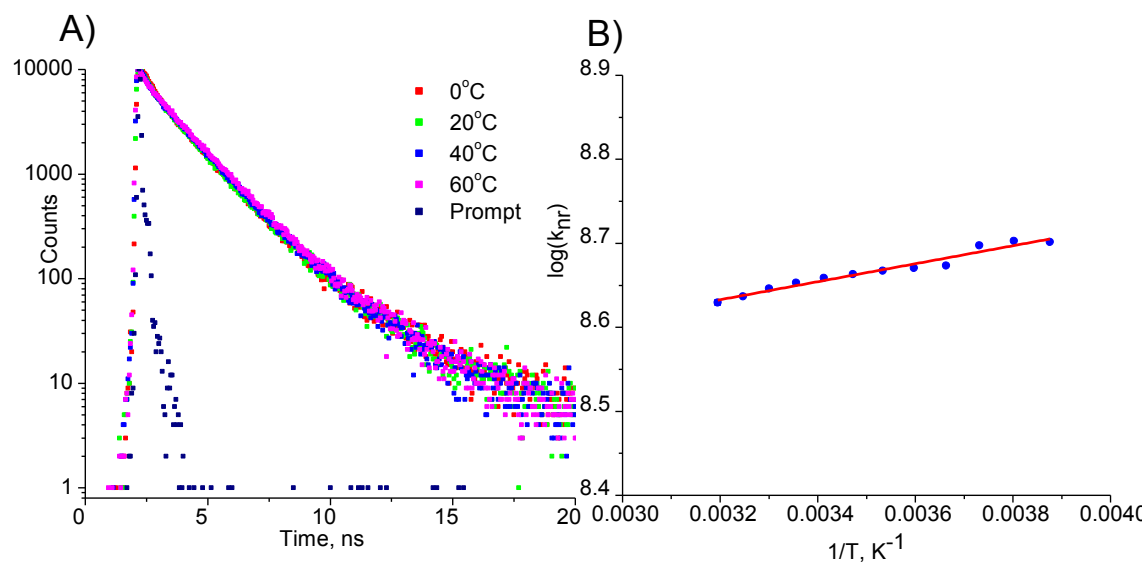 A)
10000
1000
100
10
1
Counts
0
5
10
15
20
Time, ns
0°C
20°C
40°C
60°C
Prompt
B)
8.9
8.8
8.7
8.6
8.5
8.4
log(knr)
0.0030
0.0032
0.0034
0.0036
0.0038
0.0040
1/T, K-1